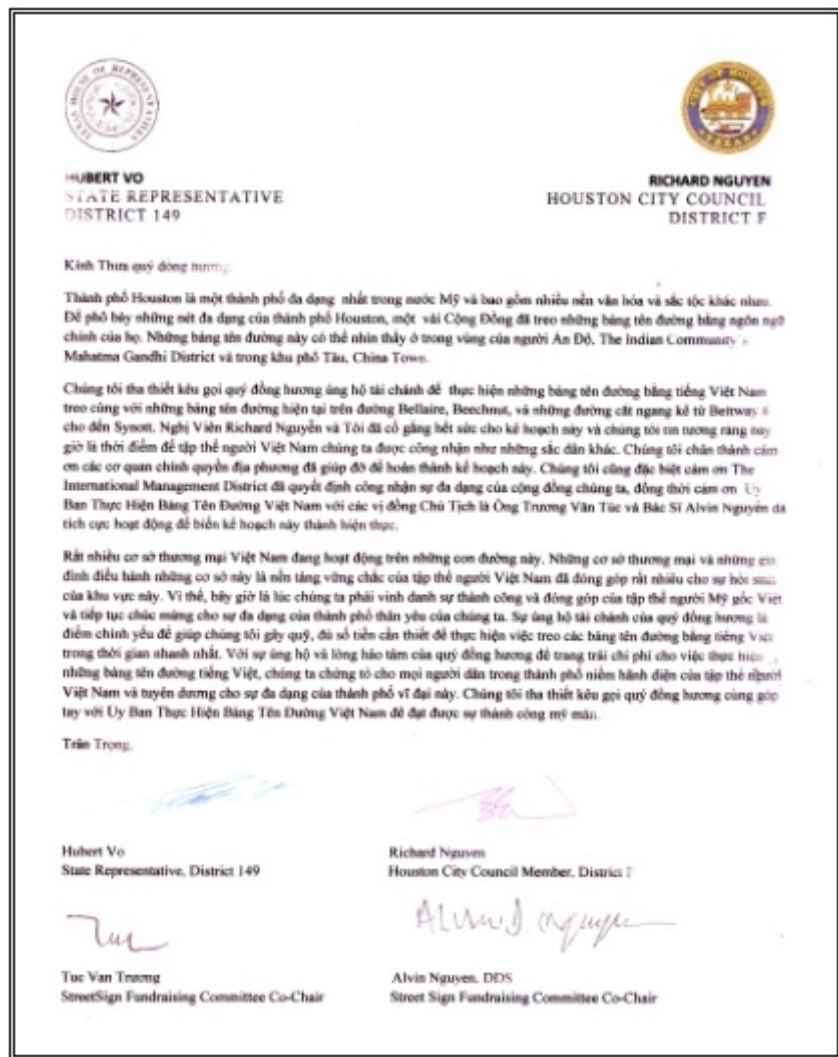 HUBERT VO
STATE REPRESENTATIVE
DISTRICT 149
RICHARD NGUYEN
HOUSTON CITY COUNCIL
DISTRICT F
Kính Thưa quý đồng hương,
Thành phố Houston là một thành phố đa dạng nhất trong nước Mỹ và bao gồm nhiều nền văn hóa và sắc tộc khác nhau.
Để phô bày những nét đa dạng của thành phố Houston, một vài Cộng Đồng đã treo những bảng tên đường bằng ngôn ngữ
chính của họ. Những bảng tên đường này có thể nhìn thấy ở trong vùng của người Ấn Độ, The Indian Community's
Mahatma Gandhi District và trong khu phố Tàu, China Town.
Chúng tôi tha thiết kêu gọi quý đồng hương ủng hộ tài chánh để thực hiện những bảng tên đường bằng tiếng Việt Nam
treo cùng với những bảng tên đường hiện tại trên đường Bellaire, Beechnut, và những đường cắt ngang kể từ Beltway 8
cho đến Synott. Nghị Viên Richard Nguyễn và Tôi đã cố gắng hết sức cho kế hoạch này và chúng tôi tin tưởng rằng bây
giờ là thời điểm để tập thể người Việt Nam chúng ta được công nhận như những sắc dân khác. Chúng tôi chân thành cám
ơn các cơ quan chính quyền địa phương đã giúp đỡ để hoàn thành kế hoạch này. Chúng tôi cũng đặc biệt cám ơn The
International Management District đã quyết định công nhận sự đa dạng của cộng đồng chúng ta, đồng thời cám ơn Ủy
Ban Thực Hiện Bảng Tên Đường Việt Nam với các vị đồng Chủ Tịch là Ông Trương Văn Túc và Bác Sĩ Alvin Nguyễn đã
tích cực hoạt động để biến kế hoạch này thành hiện thực.
Rất nhiều cơ sở thương mại Việt Nam đang hoạt động trên những con đường này. Những cơ sở thương mại và những gia
đình điều hành những cơ sở này là nền tảng vững chắc của tập thể người Việt Nam đã đóng góp rất nhiều cho sự hồi sinh
của khu vực này. Vì thế, bây giờ là lúc chúng ta phải vinh danh sự thành công và đóng góp của tập thể người Mỹ gốc Việt
và tiếp tục chúc mừng cho sự đa dạng của thành phố thân yêu của chúng ta. Sự ủng hộ tài chánh của quý đồng hương là
điểm chính yếu để giúp chúng tôi gây quỹ, đủ số tiền cần thiết để thực hiện việc treo các bảng tên đường bằng tiếng Việt
trong thời gian nhanh nhất. Với sự ủng hộ và lòng hảo tâm của quý đồng hương để trang trải chi phí cho việc thực hiện
những bảng tên đường tiếng Việt, chúng ta chứng tỏ cho mọi người dân trong thành phố niềm hãnh diện của tập thể người
Việt Nam và tuyên dương cho sự đa dạng của thành phố vĩ đại này. Chúng tôi tha thiết kêu gọi quý đồng hương cùng góp
tay với Ủy Ban Thực Hiện Bảng Tên Đường Việt Nam để đạt được sự thành công mỹ mãn.
Trân Trọng,
Hubert Vo
State Representative, District 149
Richard Nguyen
Houston City Council Member, District F
Tuc
Alvin D. Nguyen
Tuc Van Truong
StreetSign Fundraising Committee Co-Chair
Alvin Nguyen, DDS
Street Sign Fundraising Committee Co-Chair